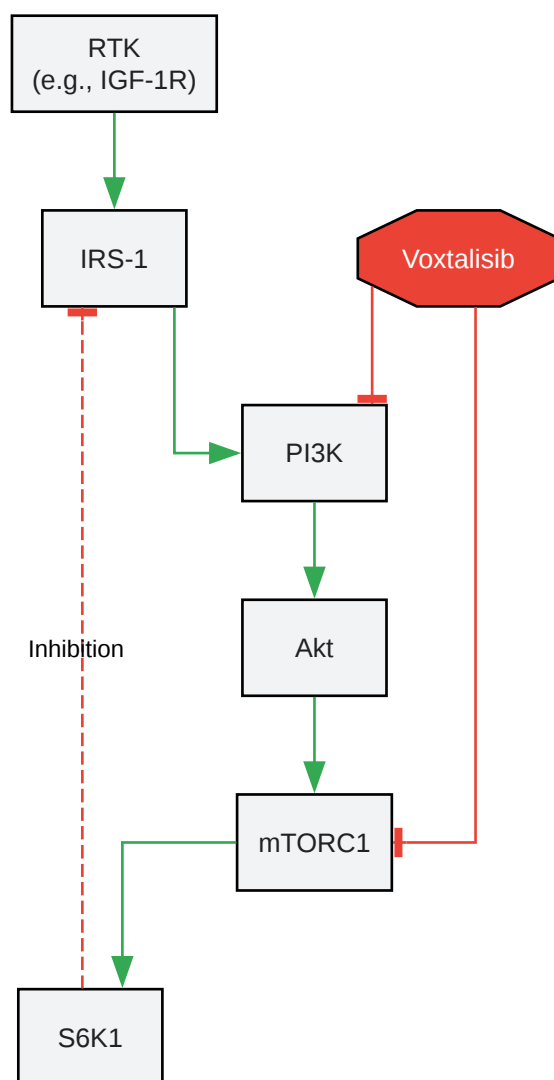 RTK
(e.g., IGF-1R)
IRS-1
Voxtalisib
PI3K
Akt
Inhibition
mTORC1
S6K1